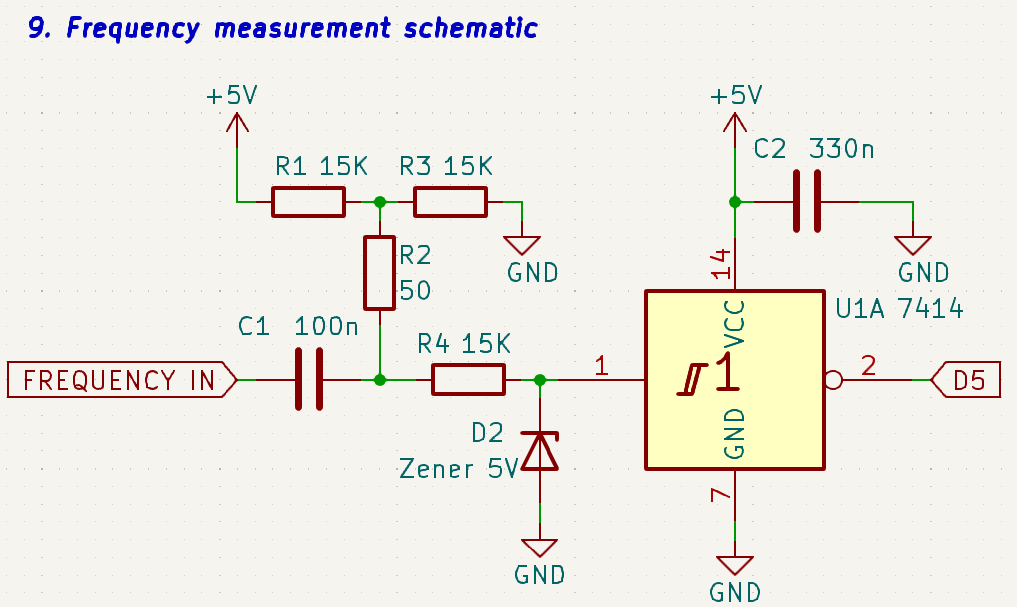 9. Frequency measurement schematic
+5V
+5V
C2 330n
R1 15K
R3 15K
R2
50
GND
GND
14
VCC
U1A 7414
C1 100n
R4 15K
FREQUENCY IN
1
1
2
D5
GND
D2
Zener 5V
7
GND
GND